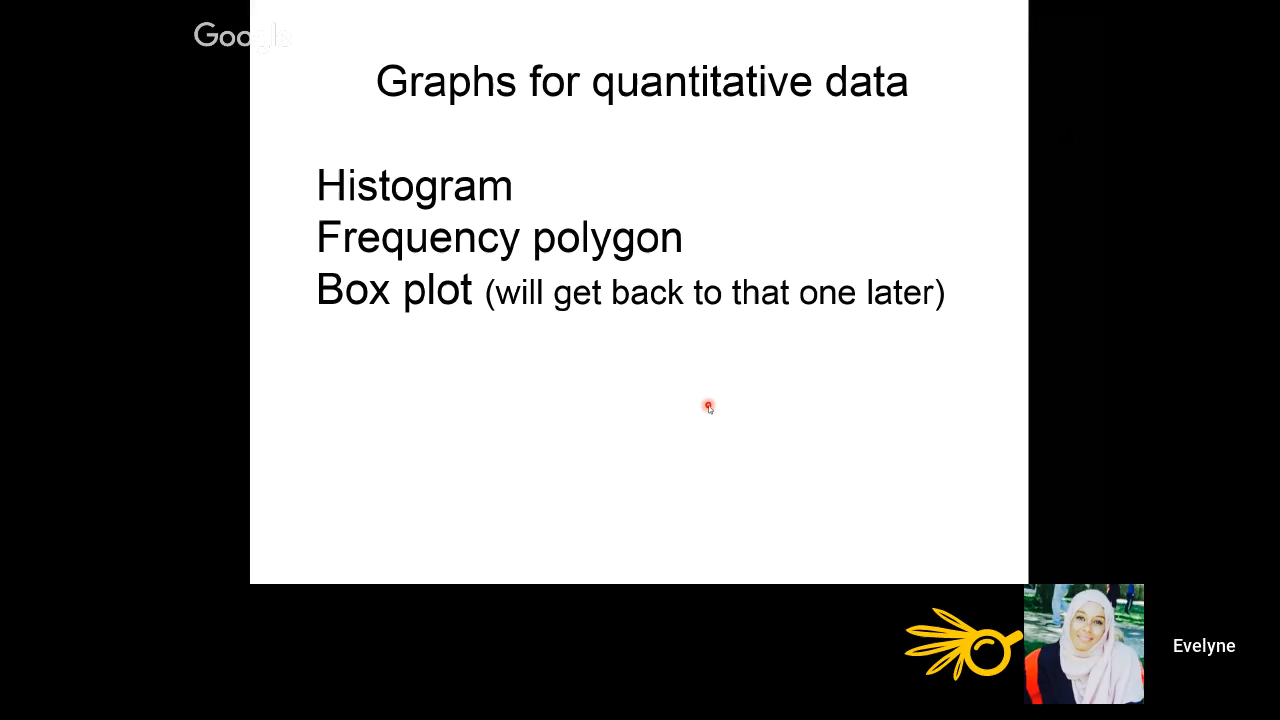 Google
Graphs for quantitative data
Histogram
Frequency polygon
Box plot (will get back to that one later)
Evelyne